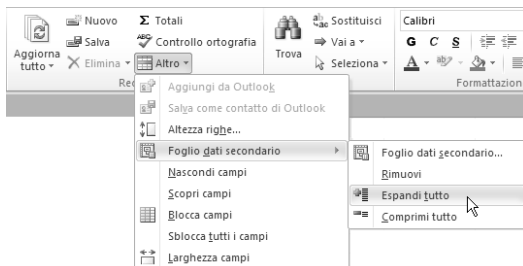 Aggiorna tutto
Nuovo
Salva
Elimina
Σ Totali
ABC
Controllo ortografia
Altro
Trova
Sostituisci
Vai a
Seleziona
Calibri
G C S
A
Formattazion
Aggiungi da Outlook
Salva come contatto di Outlook
Altezza righe...
Foglio dati secondario
Nascondi campi
Scopri campi
Blocca campi
Sblocca tutti i campi
Larghezza campi
Foglio dati secondario...
Rimuovi
Espandi tutto
Comprimi tutto